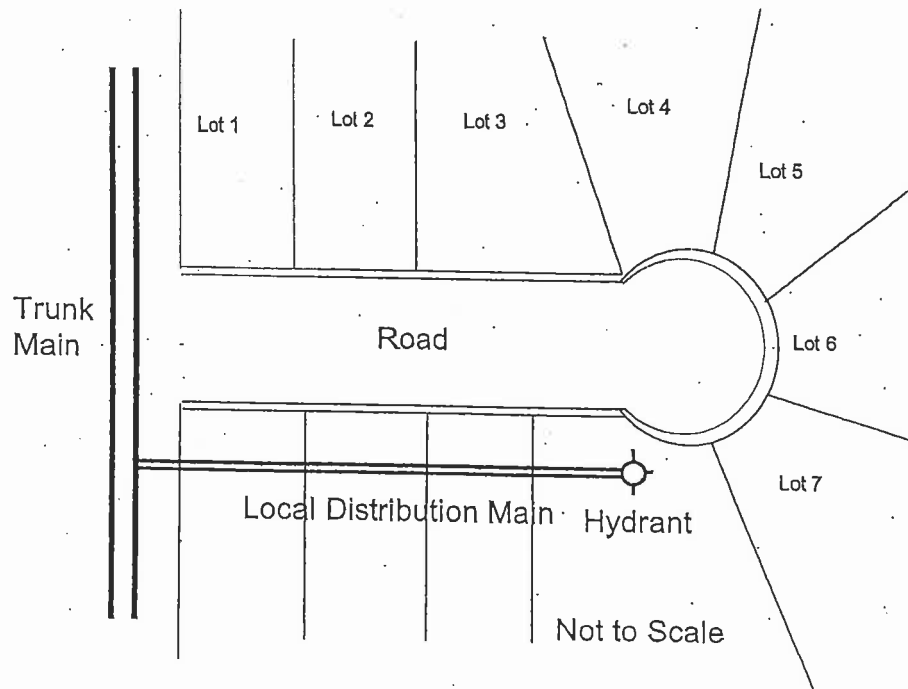 Lot 1
Lot 2
Lot 3
Lot 4
Lot 5
Trunk
Main
Road
Lot 6
Lot 7
Local Distribution Main
Hydrant
Not to Scale